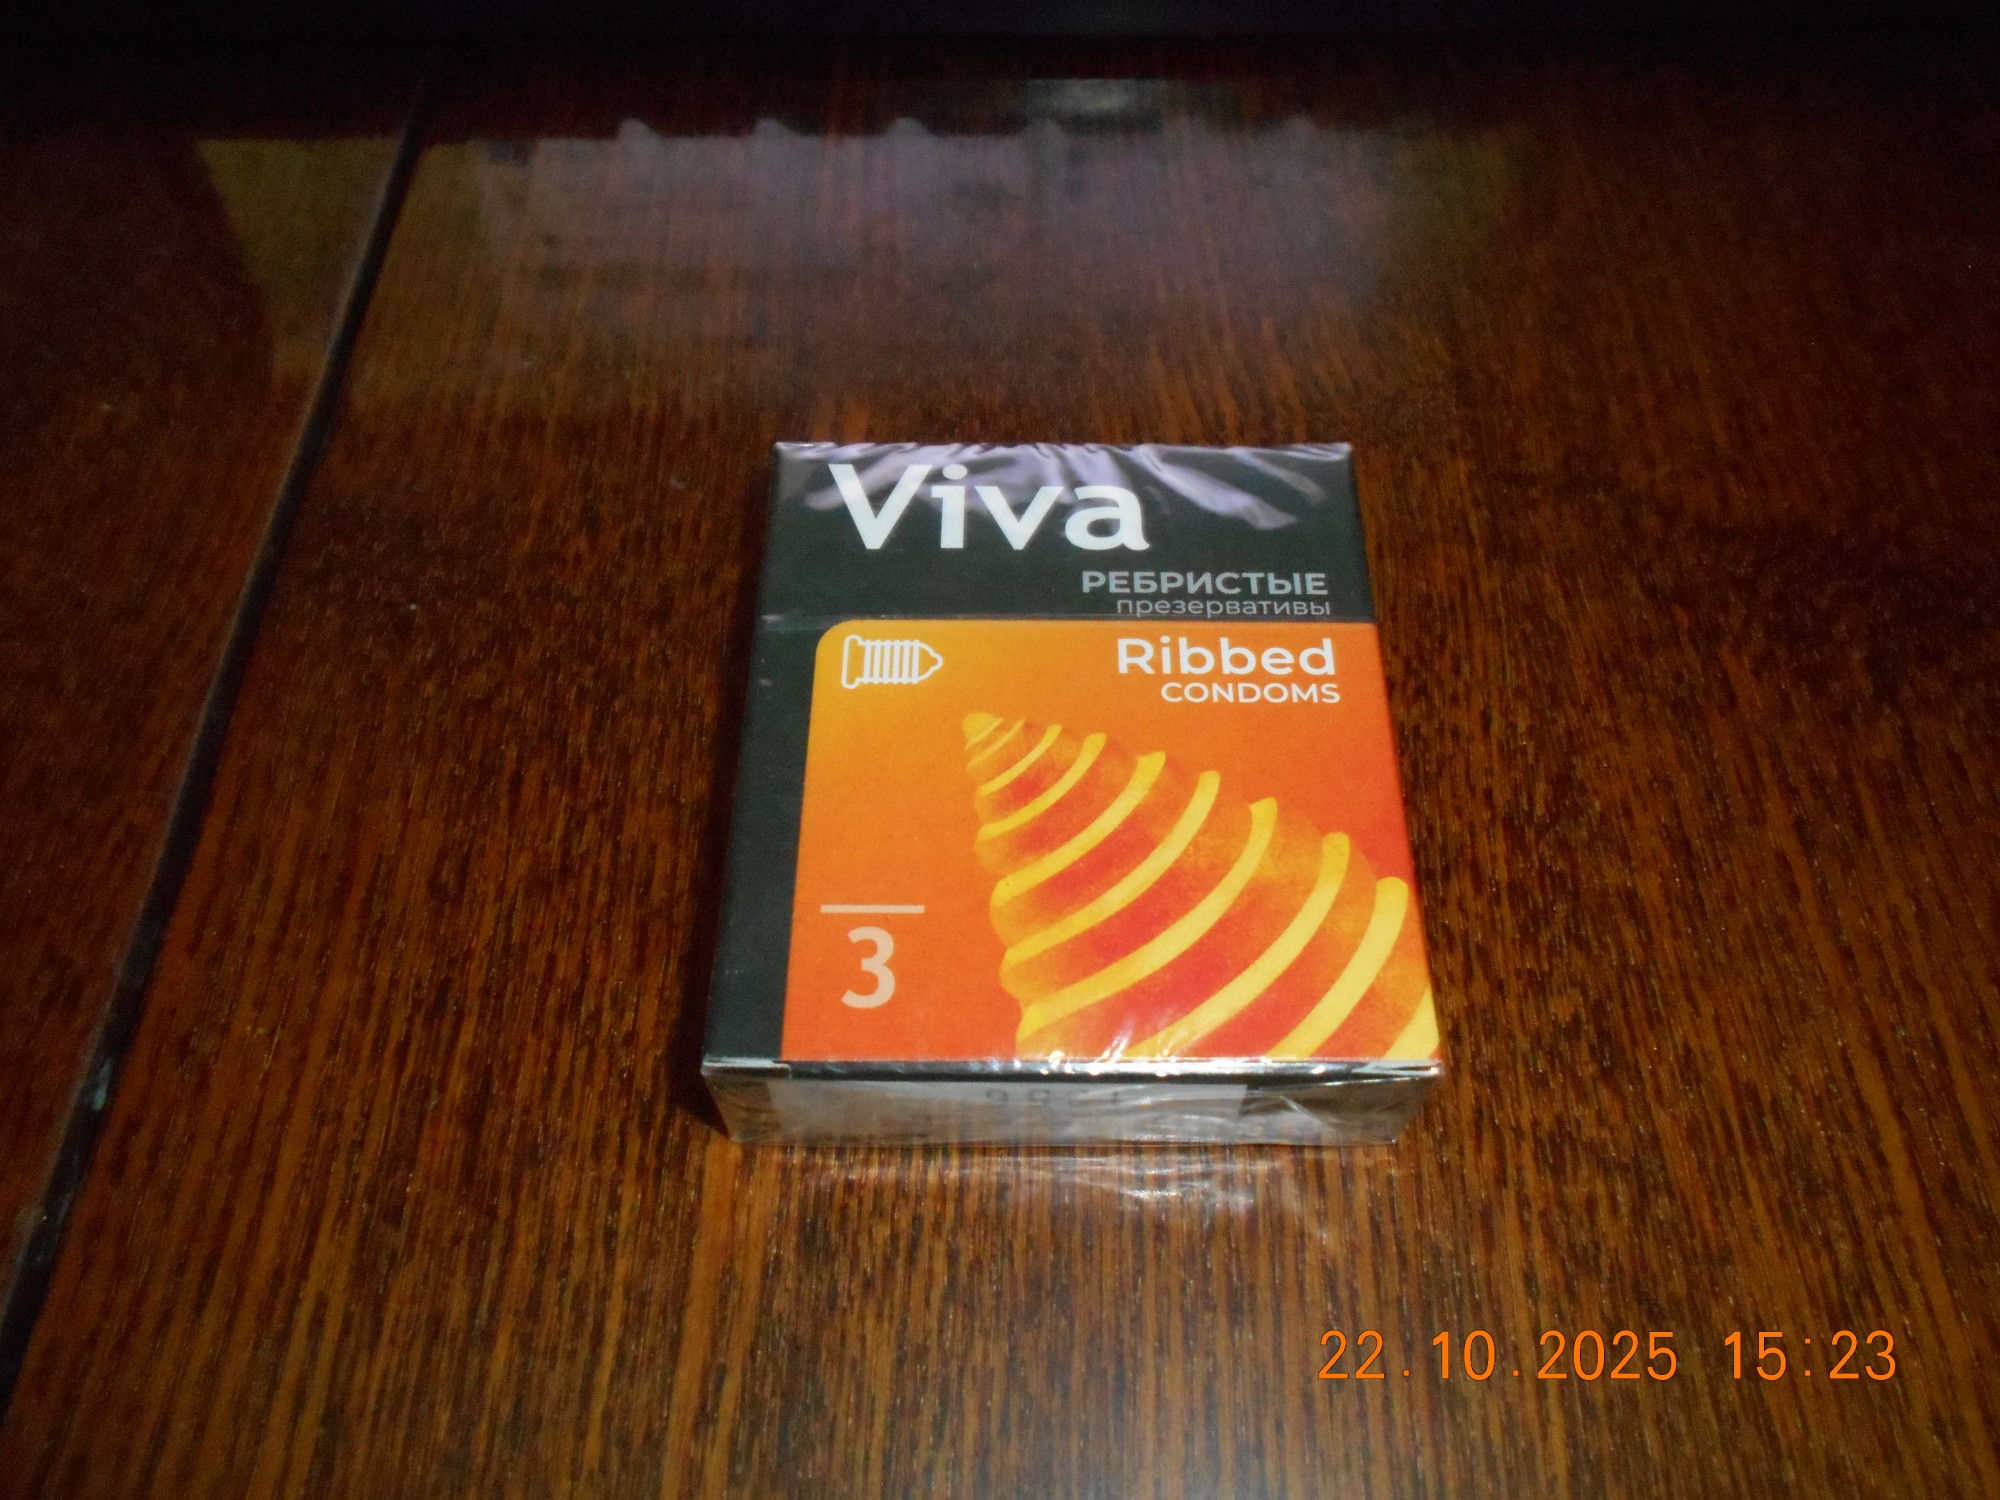 Viva
РЕБРИСТЫЕ
презервативы
Ribbed
CONDOMS
3
22.10.2025 15:23